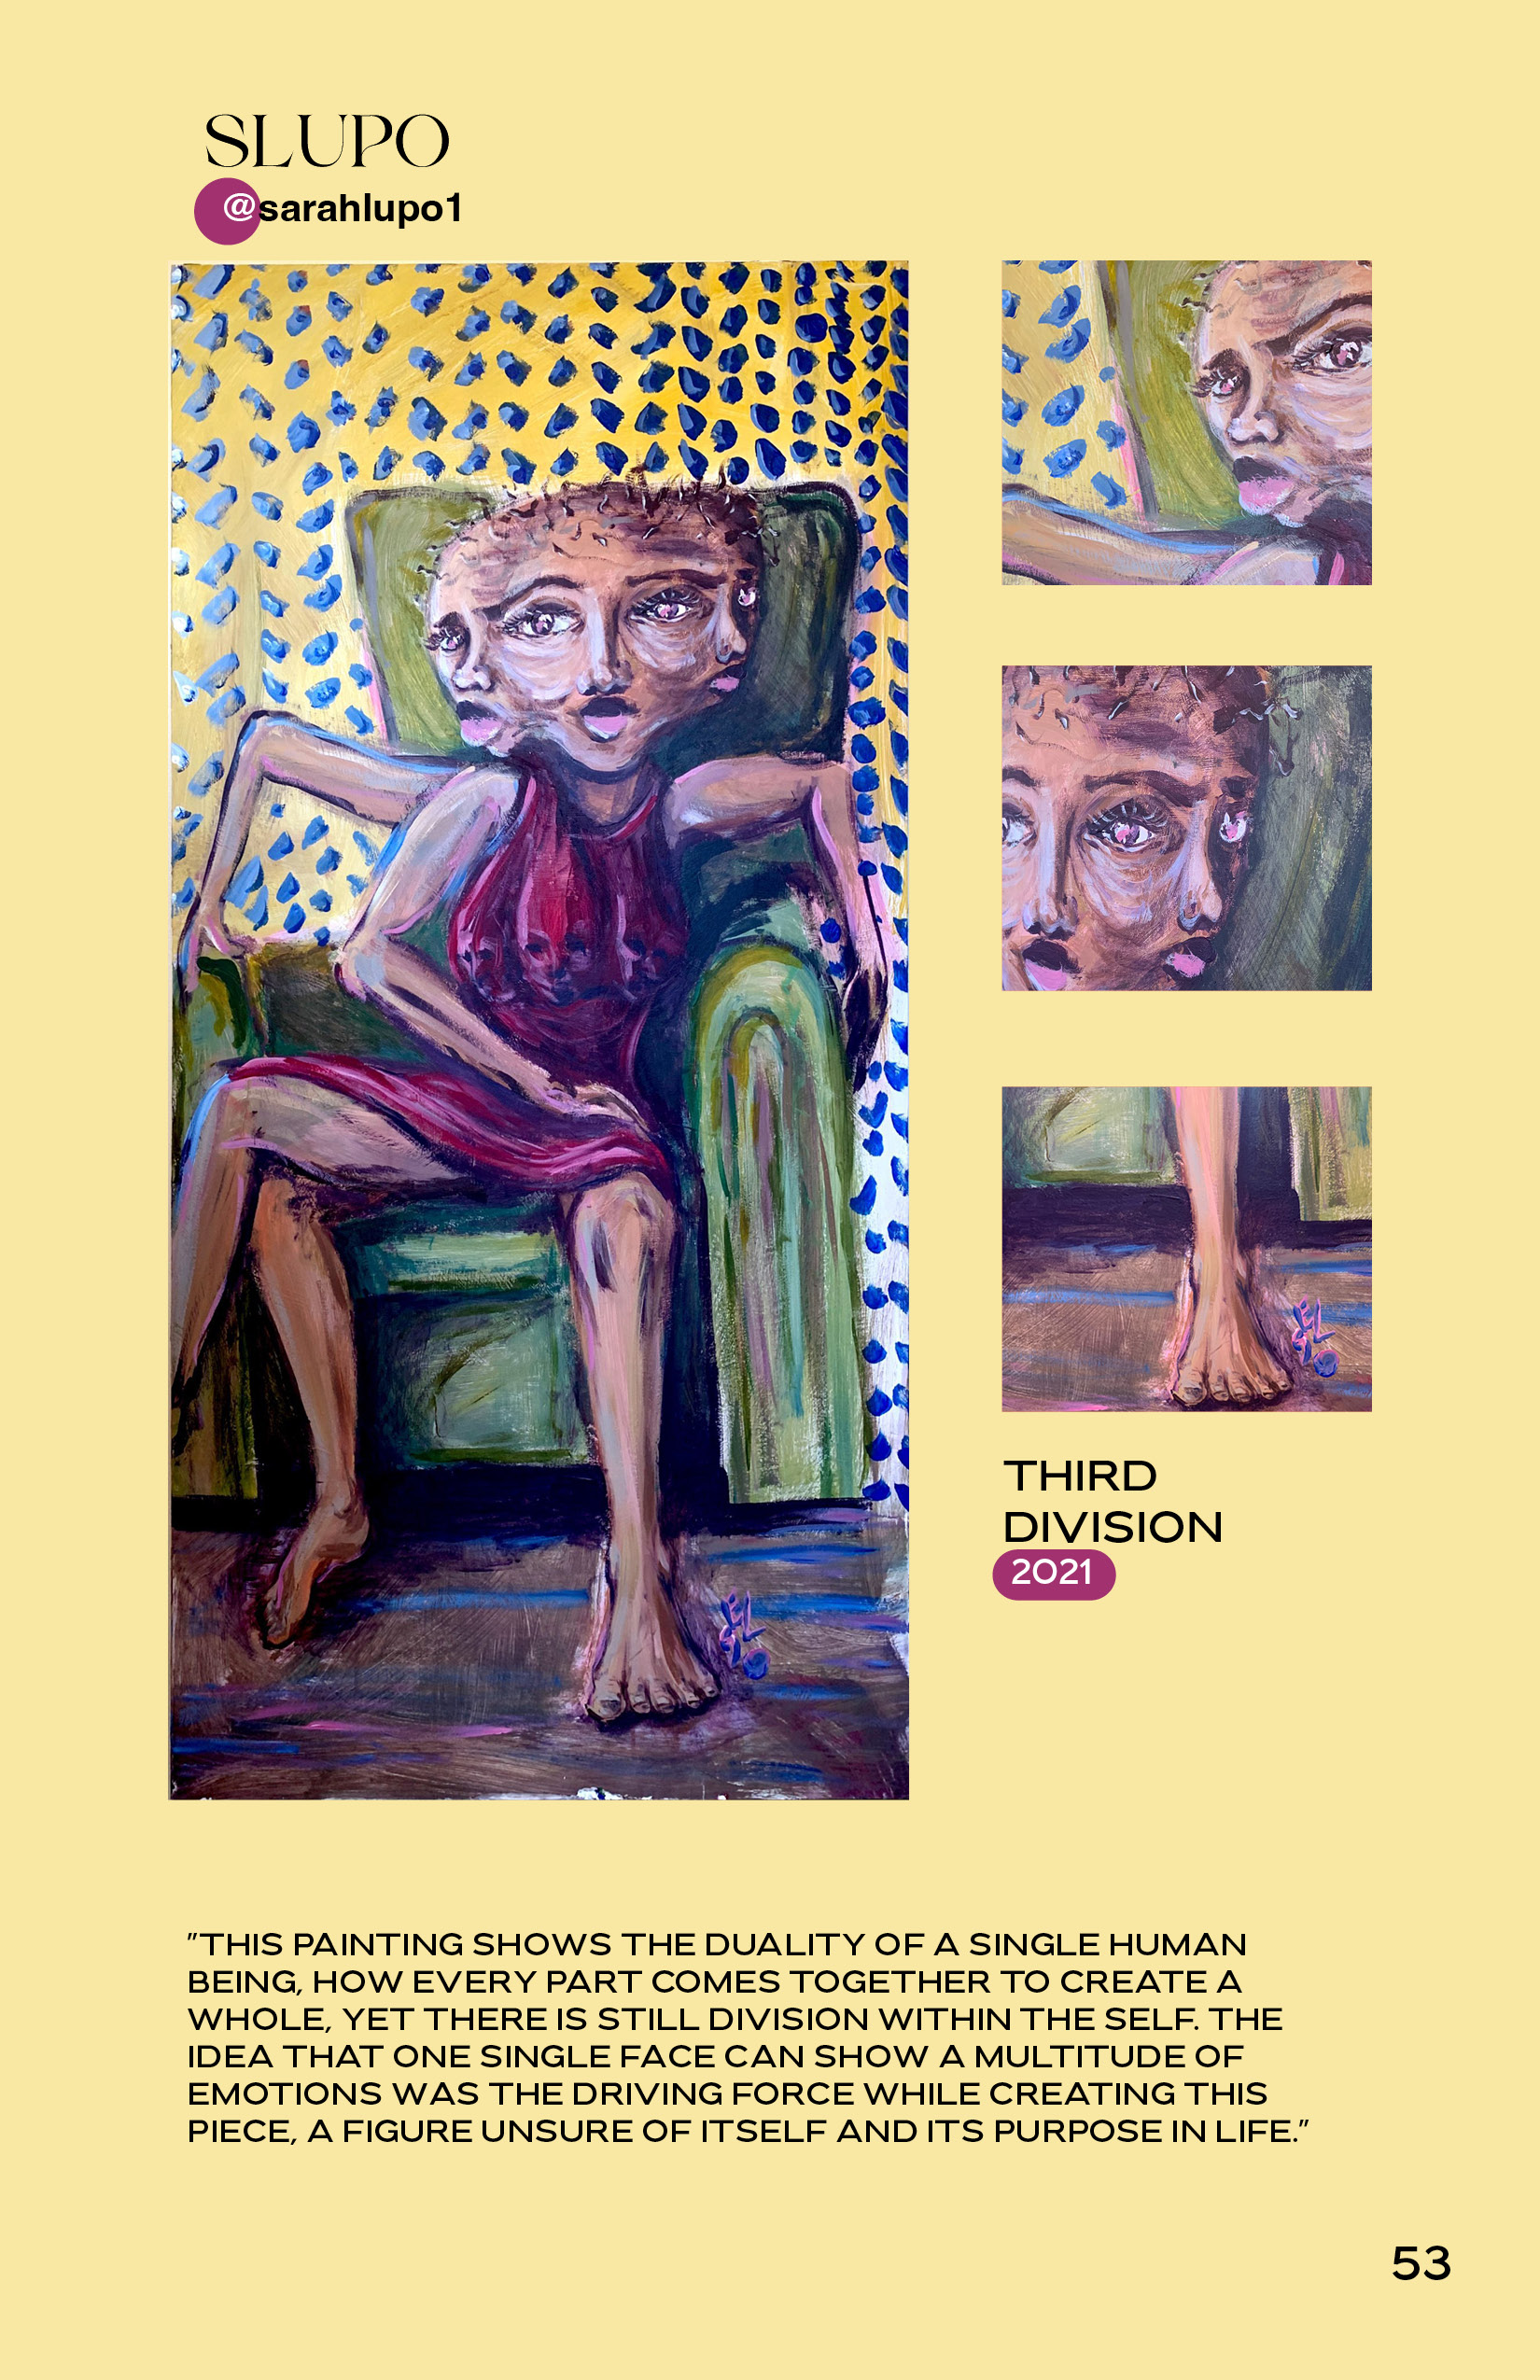 SLUPO
@sarahlupo1
THIRD
DIVISION
2021
"THIS PAINTING SHOWS THE DUALITY OF A SINGLE HUMAN
BEING, HOW EVERY PART COMES TOGETHER TO CREATE A
WHOLE, YET THERE IS STILL DIVISION WITHIN THE SELF. THE
IDEA THAT ONE SINGLE FACE CAN SHOW A MULTITUDE OF
EMOTIONS WAS THE DRIVING FORCE WHILE CREATING THIS
PIECE, A FIGURE UNSURE OF ITSELF AND ITS PURPOSE IN LIFE."
53